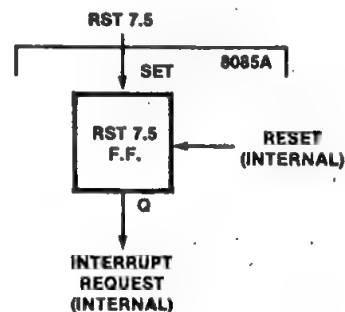 RST 7.5
8085A
SET
RST 7.5
F.F.
RESET
(INTERNAL)
Q
INTERRUPT
REQUEST
(INTERNAL)